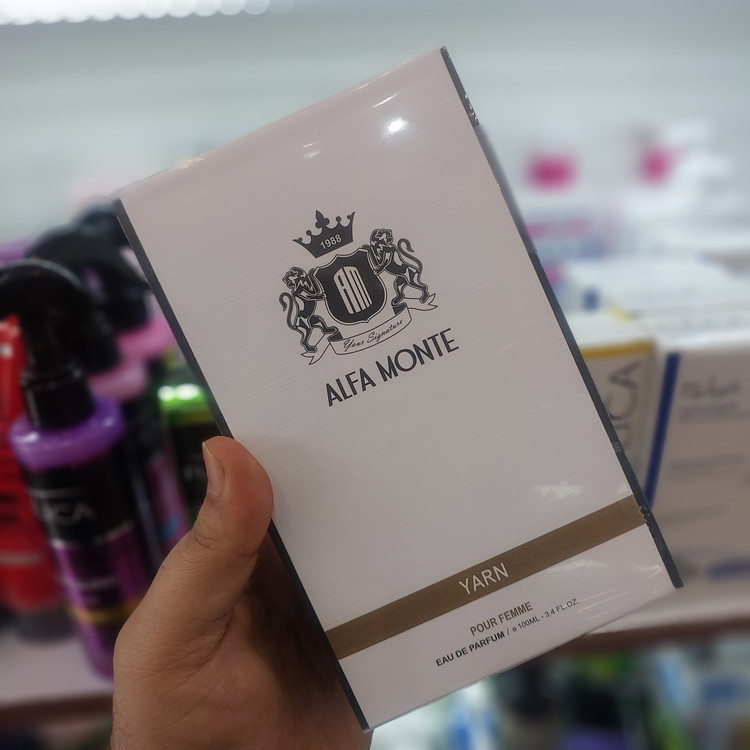 1988
AM
Your Signature
ALFA MONTE
YARN
POUR FEMME
EAU DE PARFUM / e 100ML - 3.4 FL.OZ